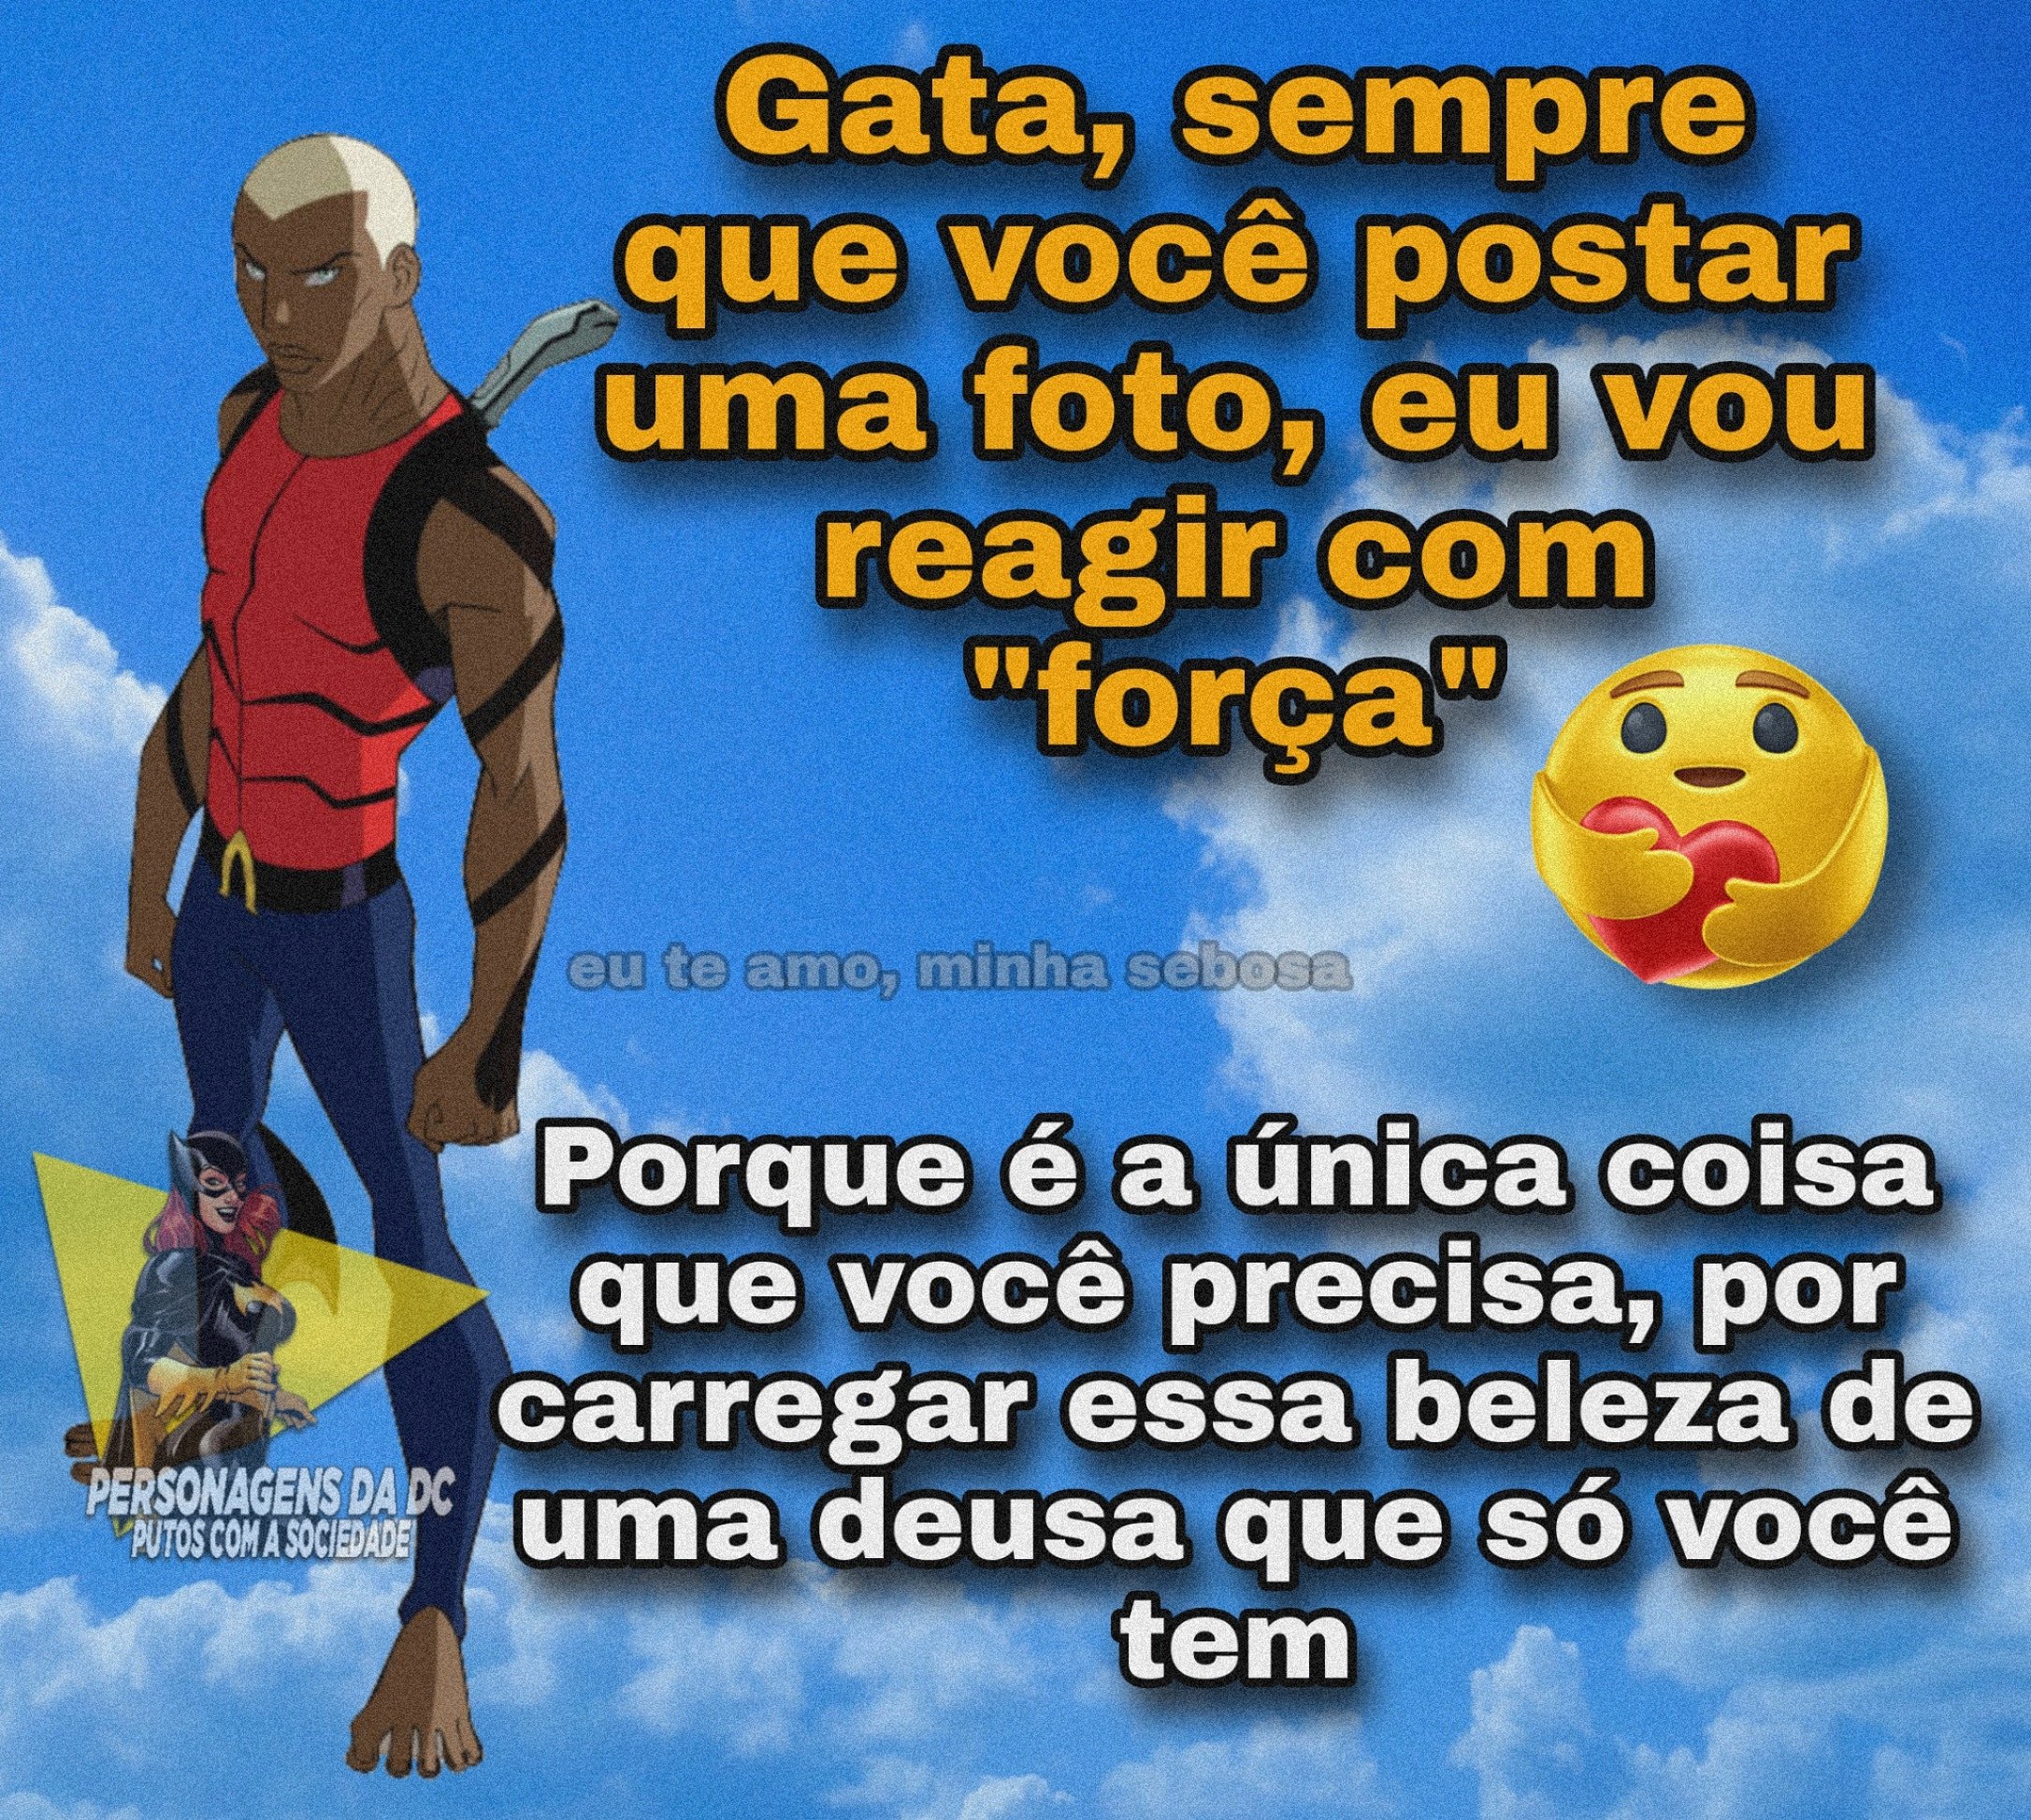 Gata, sempre
que você postar
uma foto, eu vou
reagir com
"força"
eu te amo, minha sebosa
Porque é a única coisa
que você precisa, por
carregar essa beleza de
uma deusa que só você
tem
PERSONAGENS DA DC
PUTOS COM A SOCIEDADE